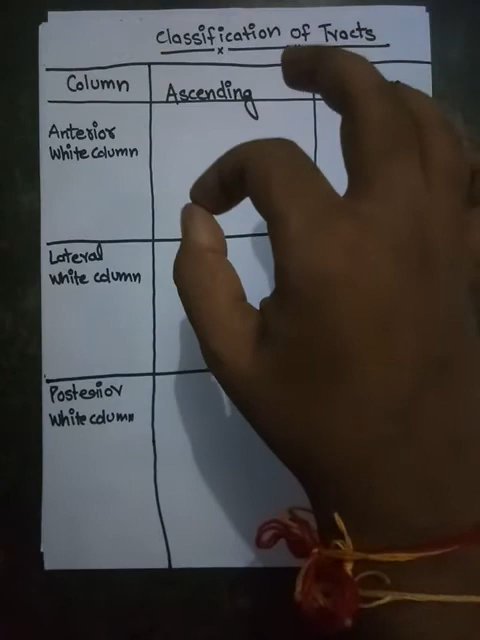 Classification of Tracts
x
Column
Ascending
Anterior
White column
Lateral
White column
Posterior
White column